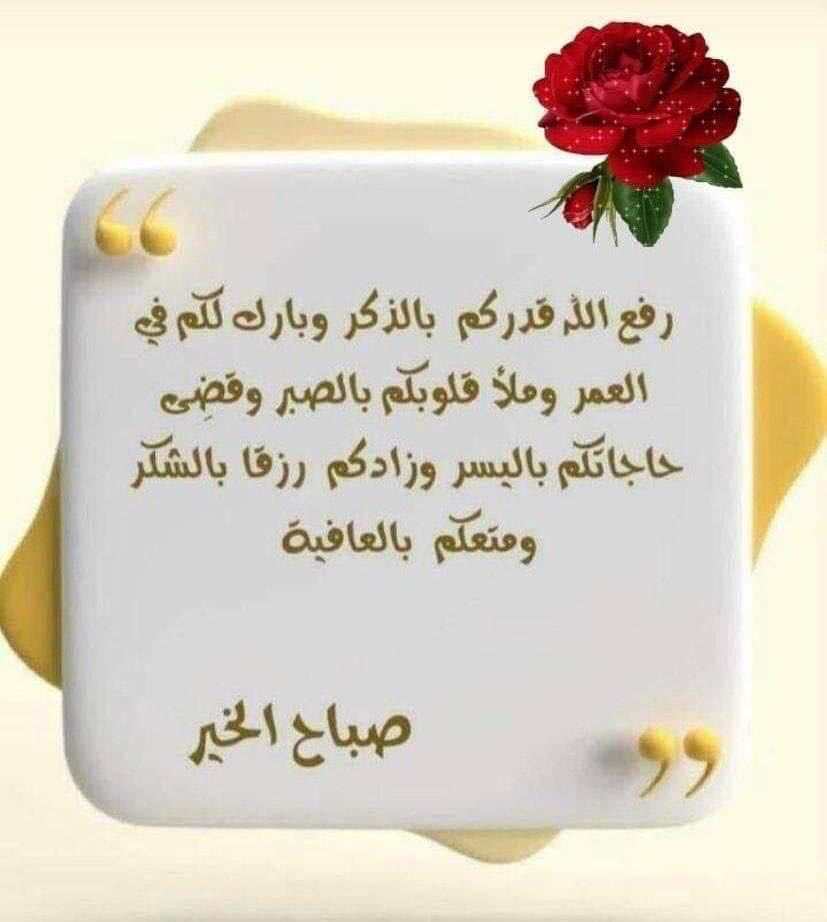 رفع الله قدركم بالذكر وبارك لكم في
العمر وملأ قلوبكم بالصبر وقضِى
حاجاتكم باليسر وزادكم رزقا بالشكر
ومتعكم بالعافية
صباح الخير